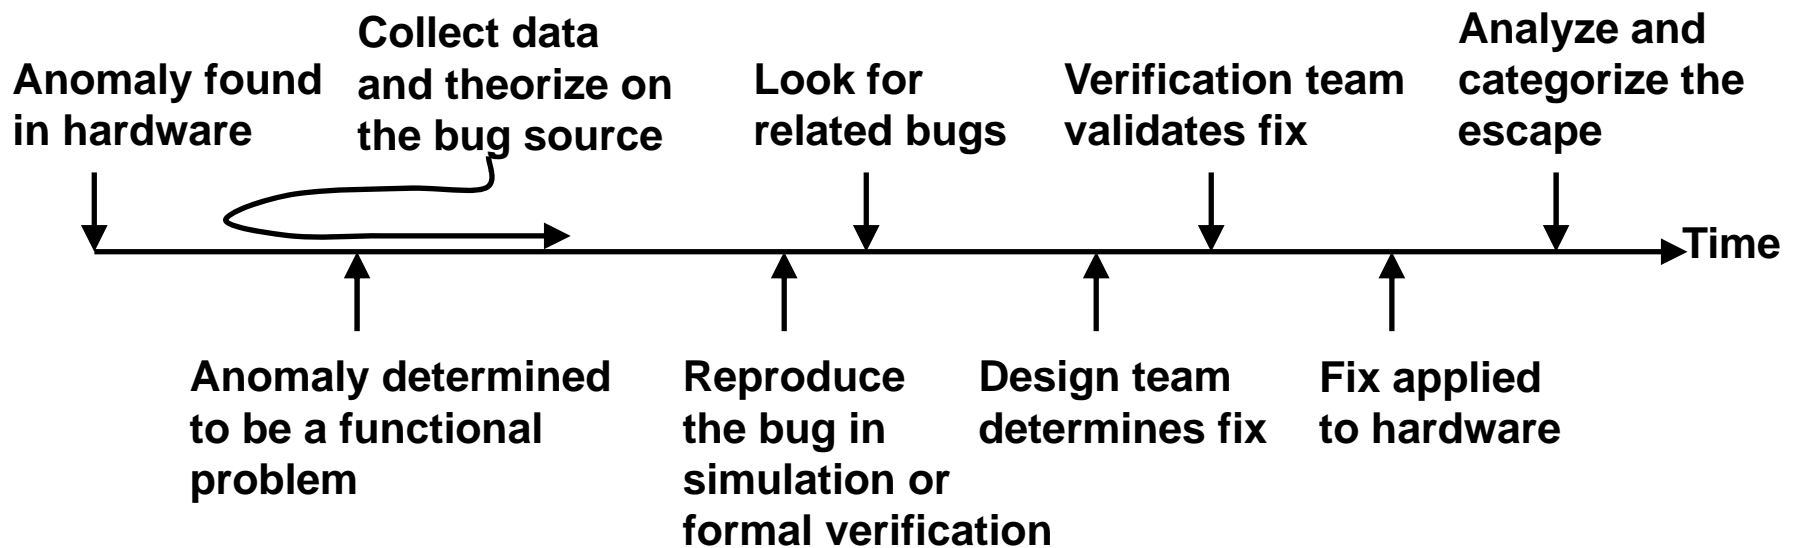 Anomaly found
in hardware
Collect data
and theorize on
the bug source
Look for
related bugs
Verification team
validates fix
Analyze and
categorize the
escape
Time
Anomaly determined
to be a functional
problem
Reproduce
the bug in
simulation or
formal verification
Design team
determines fix
Fix applied
to hardware